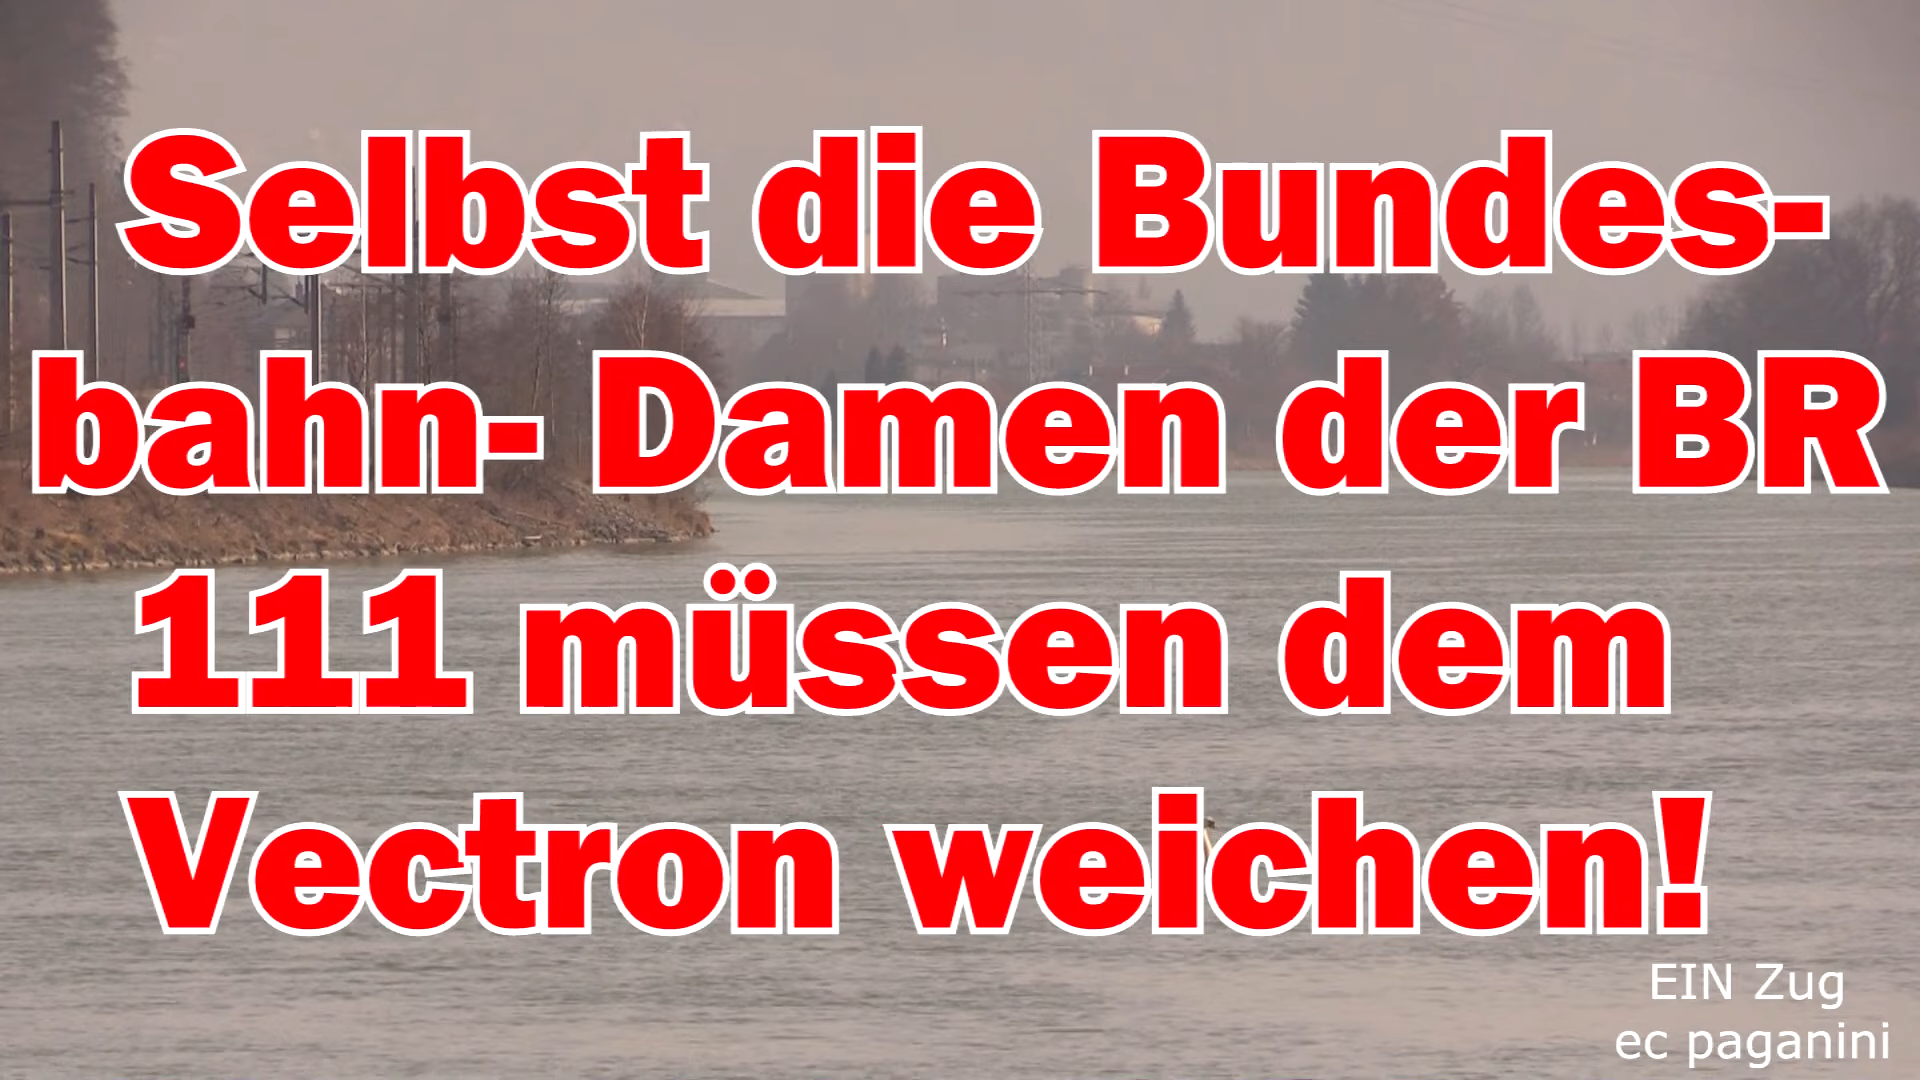 Selbst die Bundes-
bahn- Damen der BR
111 müssen dem
Vectron weichen!
EIN Zug
ec paganini